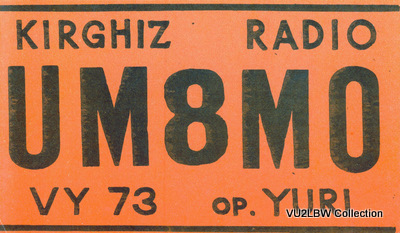 KIRGHIZ RADIO
UM8MO
VY 73 OP. YURI
VU2LBW Collection